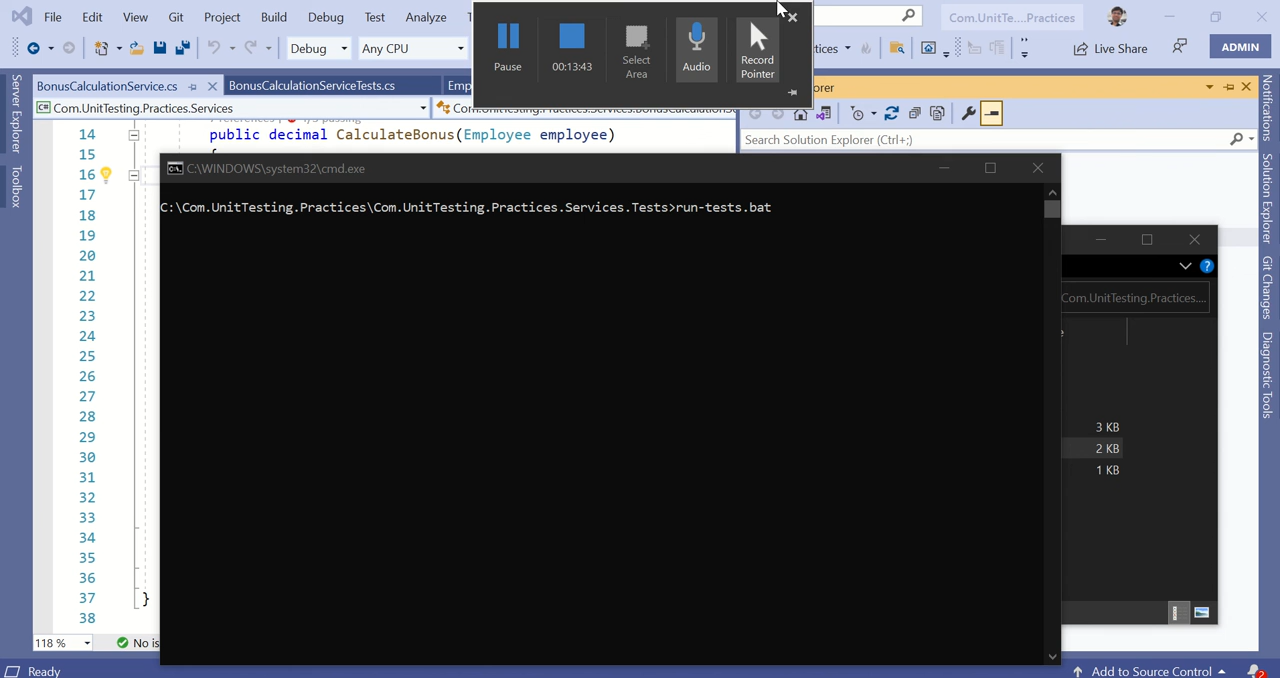 File Edit View Git Project Build Debug Test Analyze
Com.UnitTe....Practices
Debug Any CPU
Live Share
ADMIN
Pause
00:13:43
Select
Area
Audio
Record
Pointer
BonusCalculationService.cs
BonusCalculationServiceTests.cs
Com.UnitTesting.Practices.Services
Search Solution Explorer (Ctrl+;)
14 public decimal CalculateBonus(Employee employee)
15 {
16
17
18
19
20
21
22
23
24
25
26
27
28
29
30
31
32
33
34
35
36
37 }
38
C:\WINDOWS\system32\cmd.exe
C:\Com.UnitTesting.Practices\Com.UnitTesting.Practices.Services.Tests>run-tests.bat
Com.UnitTesting.Practices....
3 KB
2 KB
1 KB
Server Explorer
Toolbox
Notifications
Solution Explorer
Git Changes
Diagnostic Tools
118 %
No is
Ready
Add to Source Control
2